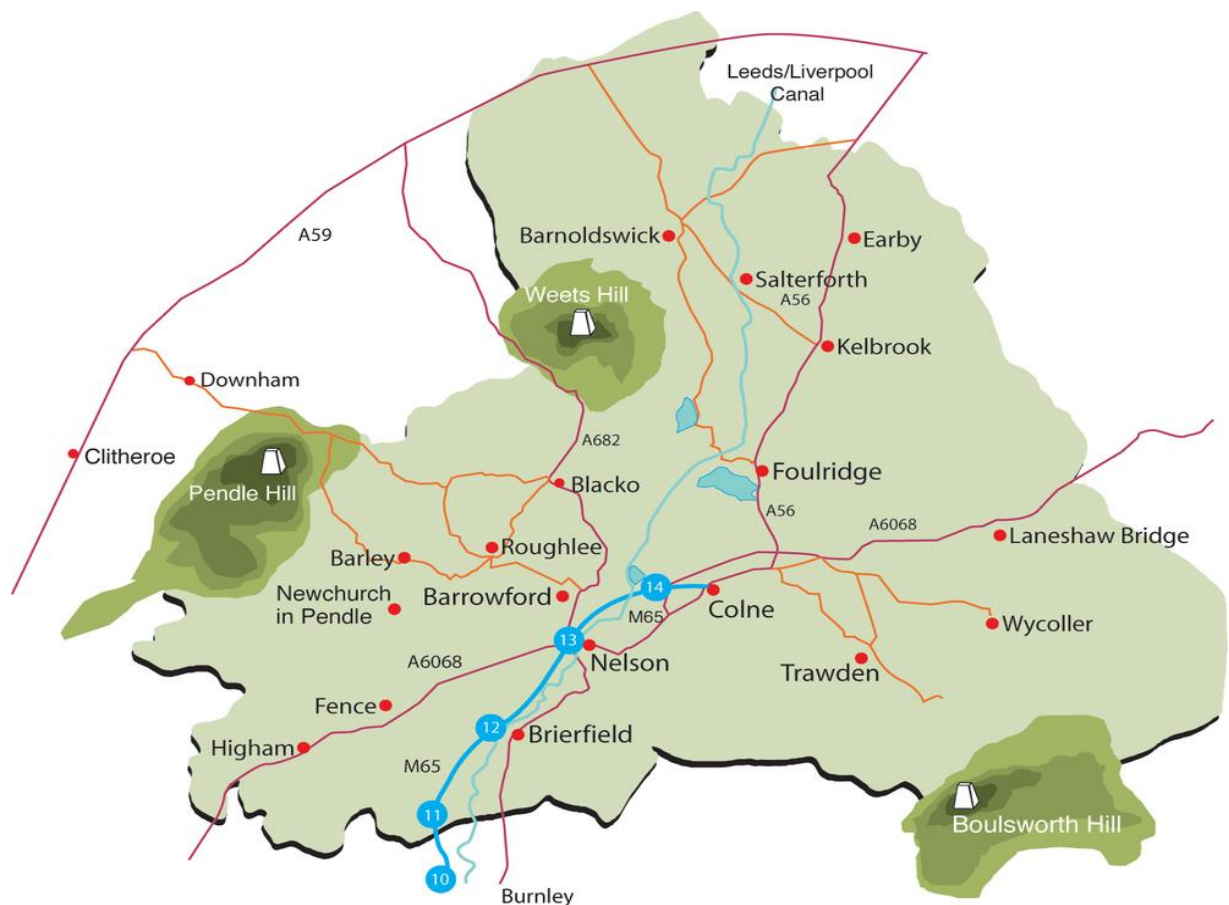 Leeds/Liverpool
Canal
A59
Barnoldswick
Earby
Salterforth
A56
Weets Hill
Kelbrook
Downham
Clitheroe
A682
Pendle Hill
Blacko
Foulridge
A56
A6068
Laneshaw Bridge
Barley
Roughlee
Newchurch
in Pendle
Barrowford
14
Colne
M65
Wycoller
13
Nelson
Trawden
A6068
Fence
12
Brierfield
Higham
M65
11
Boulsworth Hill
10
Burnley